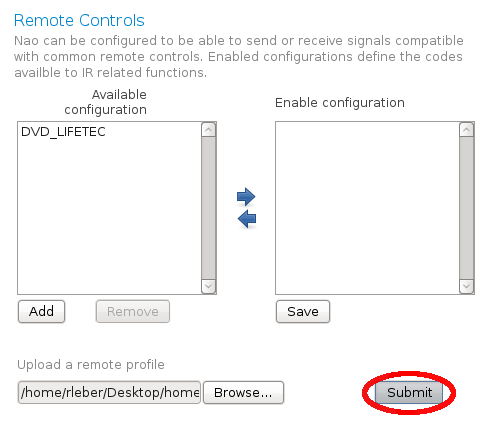 Remote Controls
Nao can be configured to be able to send or receive signals compatible
with common remote controls. Enabled configurations define the codes
availble to IR related functions.
Available
configuration
Enable configuration
DVD_LIFETEC
Add
Remove
Save
Upload a remote profile
/home/rleber/Desktop/home
Browse...
Submit